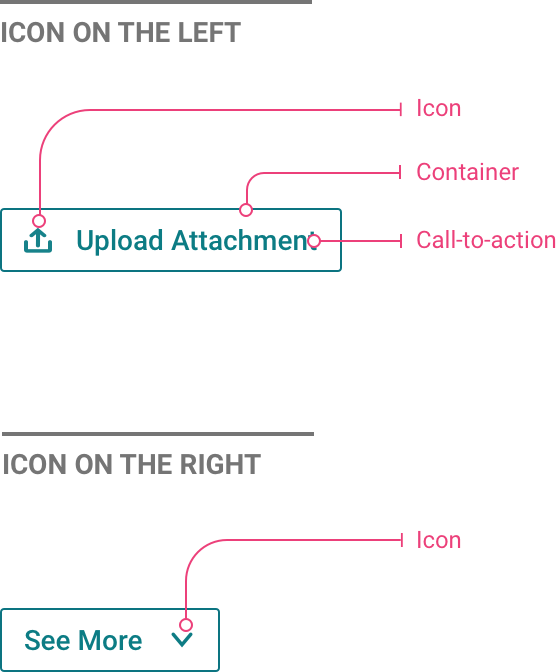 ICON ON THE LEFT
Icon
Container
Upload Attachment
Call-to-action
ICON ON THE RIGHT
Icon
See More